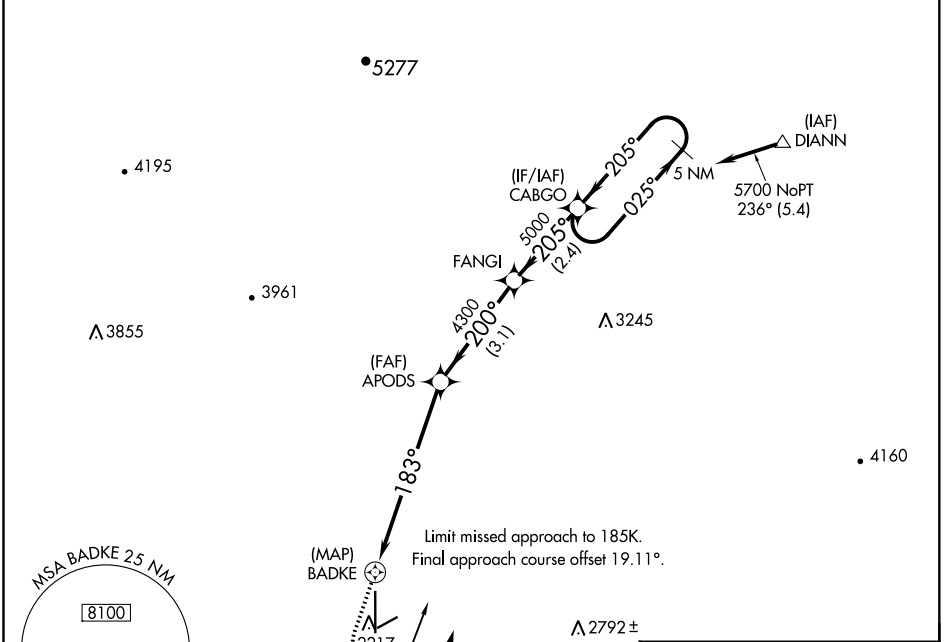 5277
4195
(IAF)
DIANN
205°
5 NM
(IF/IAF)
CABGO
025°
5700 NoPT
236° (5.4)
5000
205°
(2.4)
FANGI
3961
4300
200°
(3.1)
3245
3855
(FAF)
APODS
4160
183°
Limit missed approach to 185K.
Final approach course offset 19.11°.
(MAP)
BADKE
MSA BADKE 25 NM
8100
2792 ±